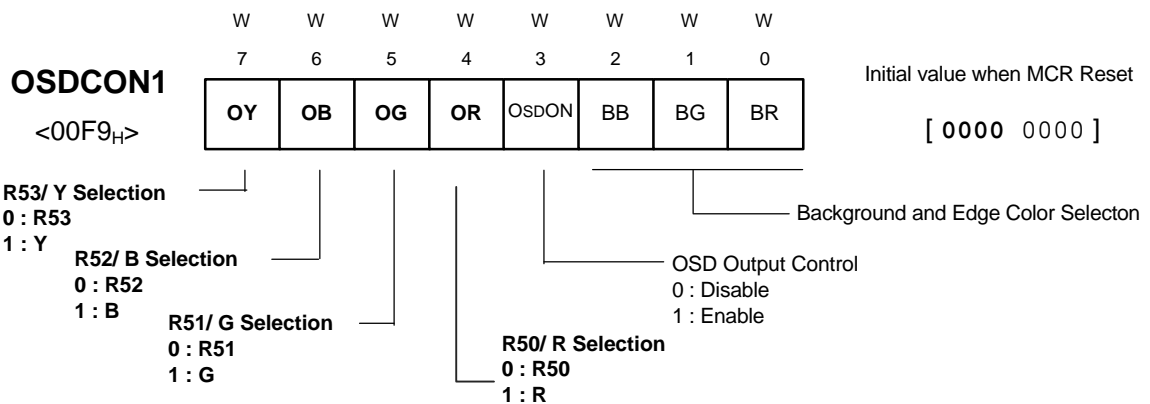 W W W W W W W W
7 6 5 4 3 2 1 0
OSDCON1
<00F9H>
OY OB OG OR OSDON BB BG BR
Initial value when MCR Reset
[ 0000 0000 ]
R53/ Y Selection
0 : R53
1 : Y
R52/ B Selection
0 : R52
1 : B
R51/ G Selection
0 : R51
1 : G
R50/ R Selection
0 : R50
1 : R
OSD Output Control
0 : Disable
1 : Enable
Background and Edge Color Selecton